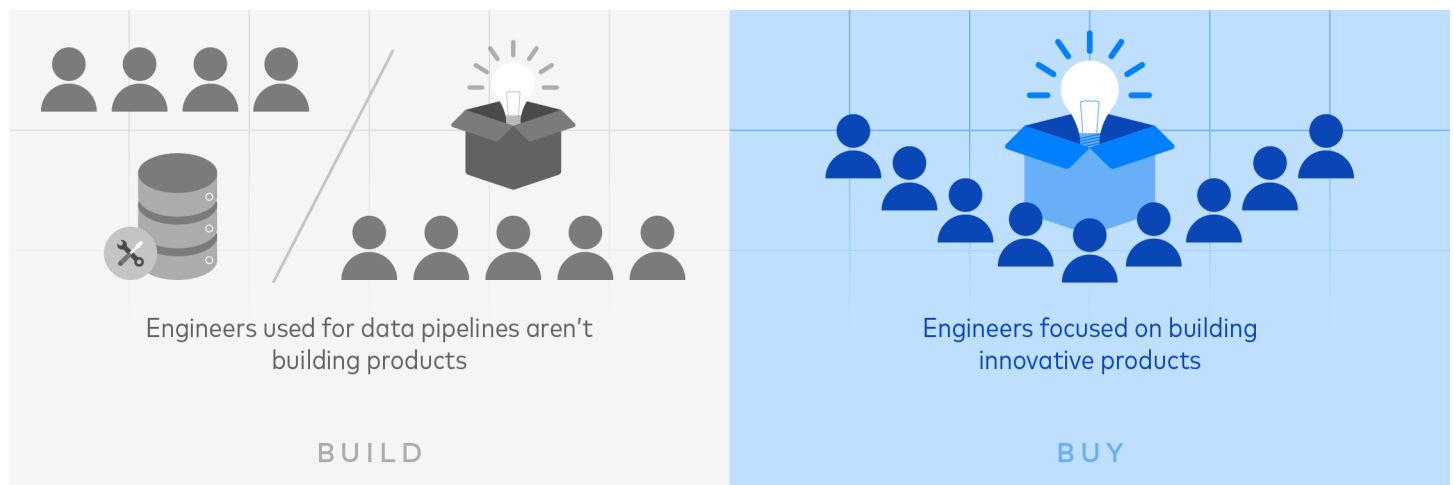 Engineers used for data pipelines aren’t
building products
BUILD
Engineers focused on building
innovative products
BUY